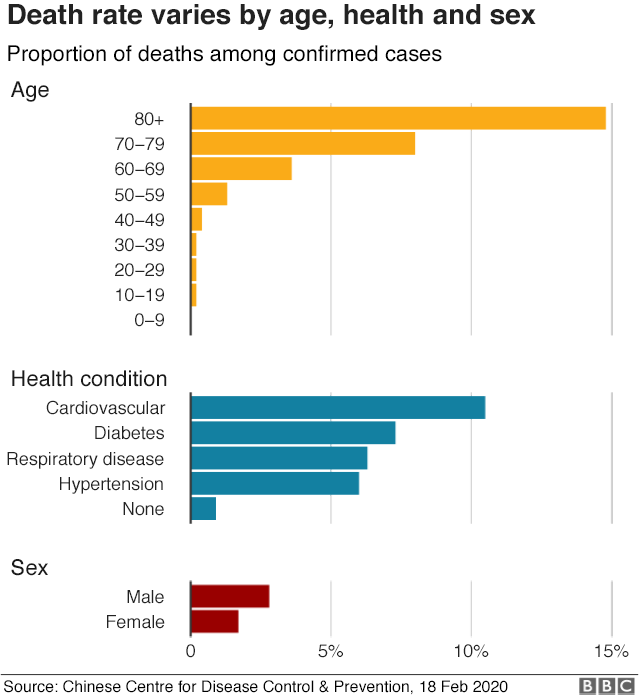 Death rate varies by age, health and sex
Proportion of deaths among confirmed cases
Age
80+
70–79
60–69
50–59
40–49
30–39
20–29
10–19
0–9
Health condition
Cardiovascular
Diabetes
Respiratory disease
Hypertension
None
Sex
Male
Female
0 5% 10% 15%
Source: Chinese Centre for Disease Control & Prevention, 18 Feb 2020 BBC